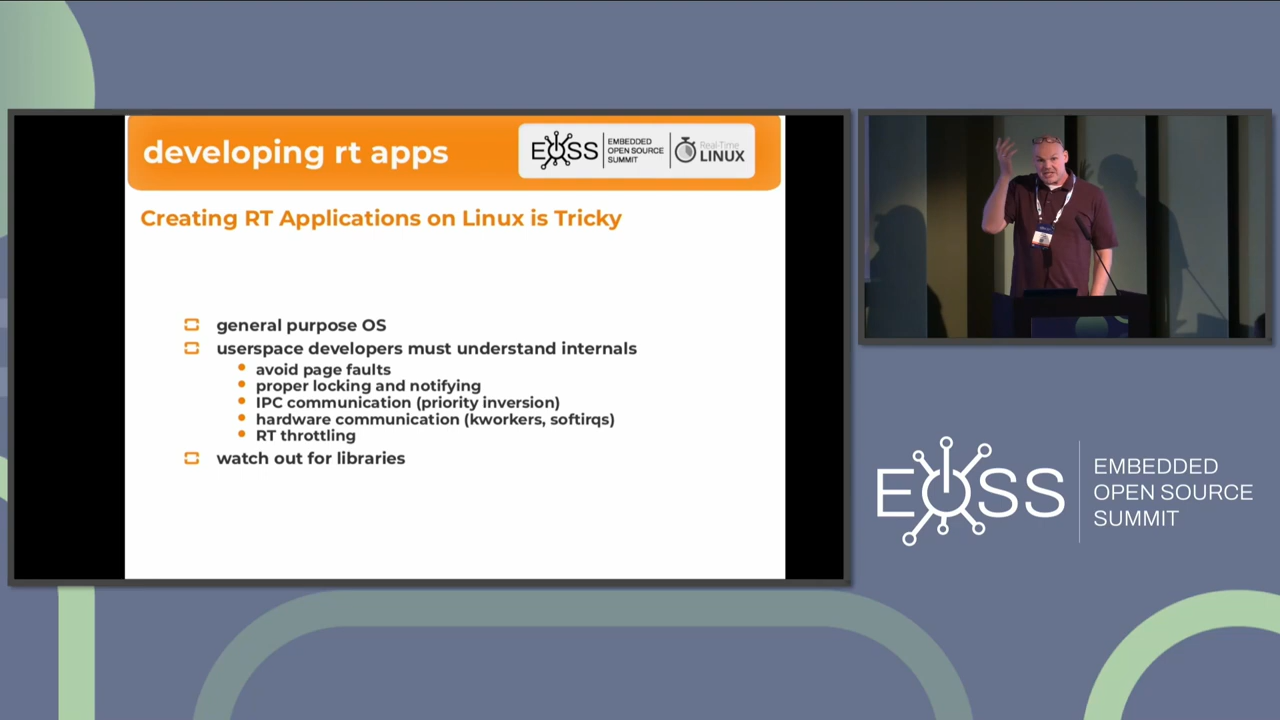 developing rt apps
EOSS
EMBEDDED
OPEN SOURCE
SUMMIT
Real-Time
LINUX
Creating RT Applications on Linux is Tricky
general purpose OS
userspace developers must understand internals
avoid page faults
proper locking and notifying
IPC communication (priority inversion)
hardware communication (kworkers, softirqs)
RT throttling
watch out for libraries
EOSS
EMBEDDED
OPEN SOURCE
SUMMIT